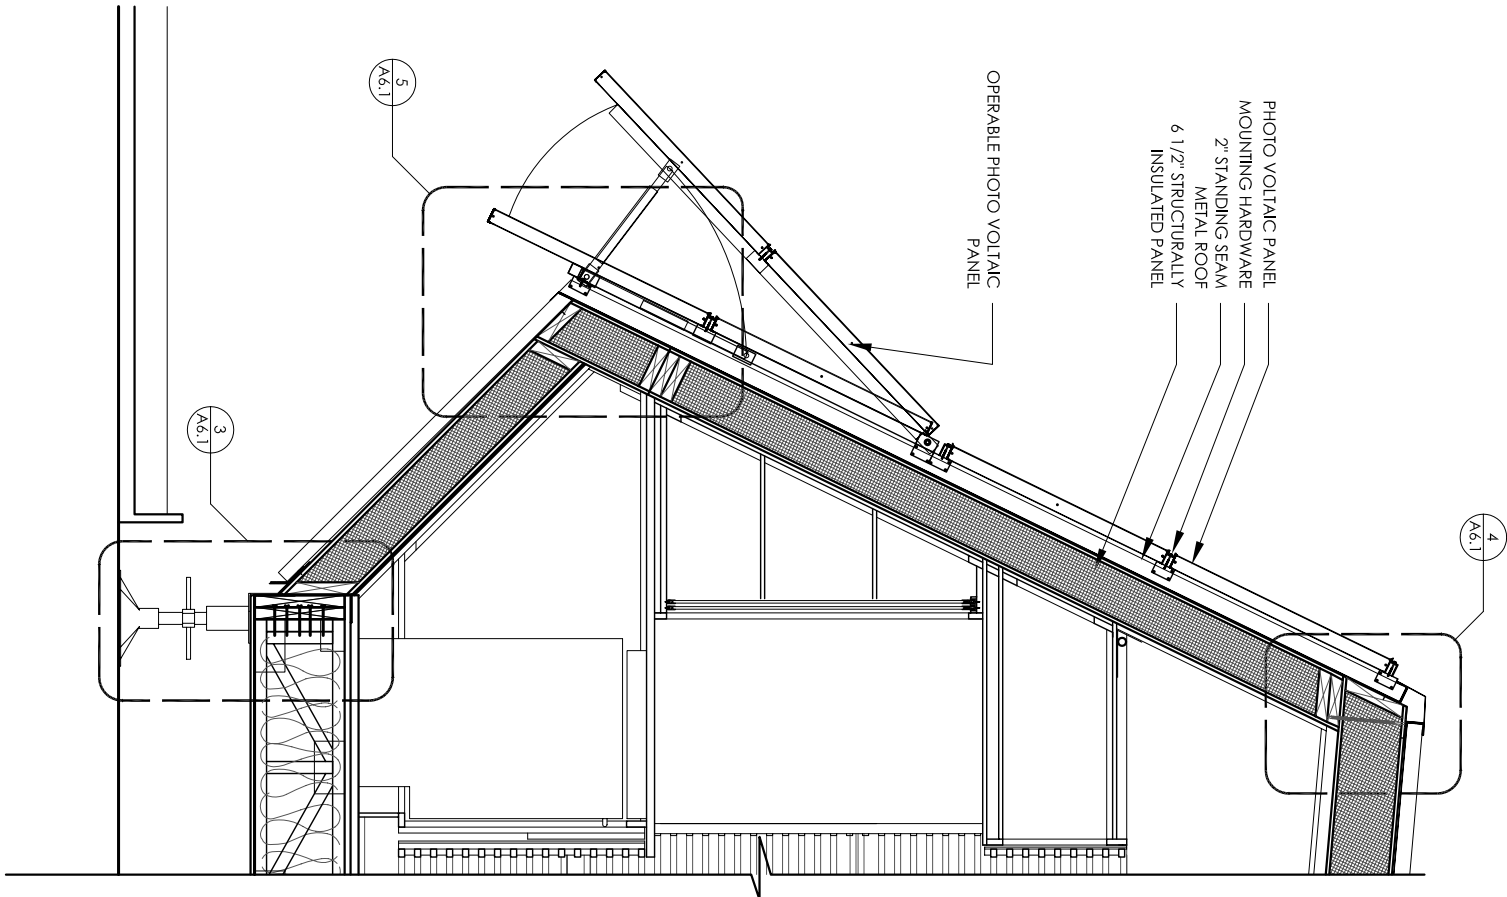 PHOTO VOLTAIC PANEL
MOUNTING HARDWARE
2" STANDING SEAM
METAL ROOF
6 1/2" STRUCTURALLY
INSULATED PANEL
OPERABLE PHOTO VOLTAIC
PANEL
4
A6.1
5
A6.1
3
A6.1